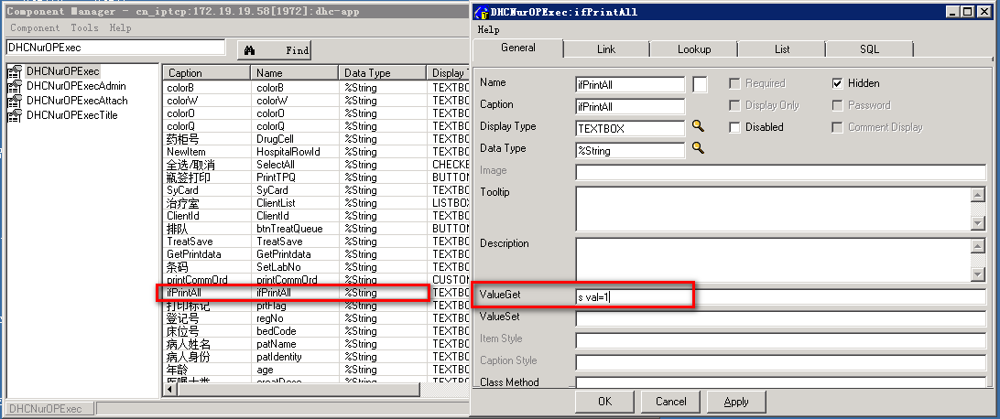 Component Manager - cn_iptcp:172.19.19.58[1972]:dhc-app
Component Tools Help
DHCNurOPExec
Find
DHCNurOPExec
DHCNurOPExecAdmin
DHCNurOPExecAttach
DHCNurOPExecTitle
Caption Name Data Type Display T
colorB colorB %String TEXTBO
colorW colorW %String TEXTBO
colorO colorO %String TEXTBO
colorQ colorQ %String TEXTBO
药柜号 DrugCell %String TEXTBO
NewItem HospitalRowId %String TEXTBO
全选/取消 SelectAll %String CHECKE
瓶签打印 PrintTPQ %String BUTTON
SyCard SyCard %String TEXTBO
治疗室 ClientList %String LISTBOX
ClientId ClientId %String TEXTBO
排队 btnTreatQueue %String BUTTON
TreatSave TreatSave %String TEXTBO
GetPrintdata GetPrintdata %String TEXTBO
条码 SetLabNo %String TEXTBO
printCommOrd printCommOrd %String CUSTOM
ifPrintAll ifPrintAll %String TEXTBO
打印标记 prtFlag %String TEXTBO
登记号 regNo %String TEXTBO
床位号 bedCode %String TEXTBO
病人姓名 patName %String TEXTBO
病人身份 patIdentity %String TEXTBO
年龄 age %String TEXTBO
DHCNurOPExec
DHCNurOPExec:ifPrintAll
Help
General Link Lookup List SQL
Name ifPrintAll Required Hidden
Caption ifPrintAll Display Only Password
Display Type TEXTBOX Disabled Comment Display
Data Type %String
Image
Tooltip
Description
ValueGet s val=1
ValueSet
Item Style
Caption Style
Class Method
OK Cancel Apply